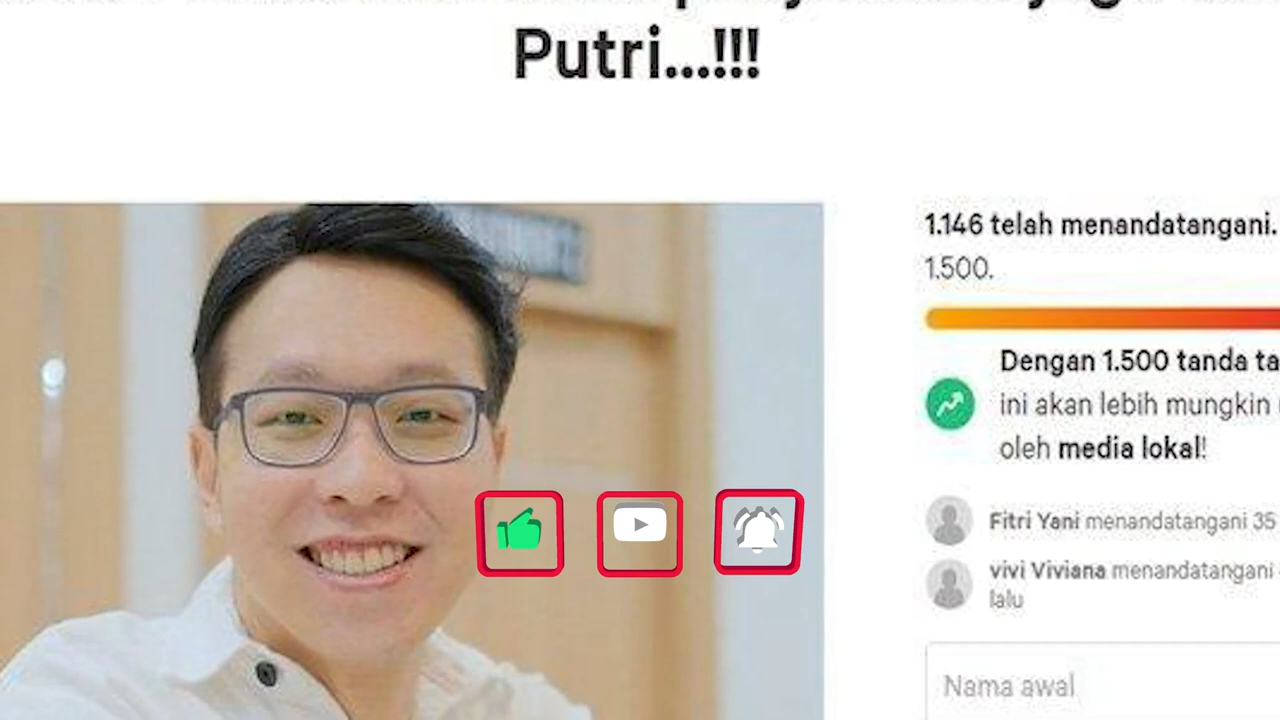 Putri...!!!
1.146 telah menandatangani.
1.500.
Dengan 1.500 tanda
ini akan lebih mungkin
oleh media lokal!
Fitri Yani menandatangani 35
vivi Viviana menandatangani
lalu
Nama awal